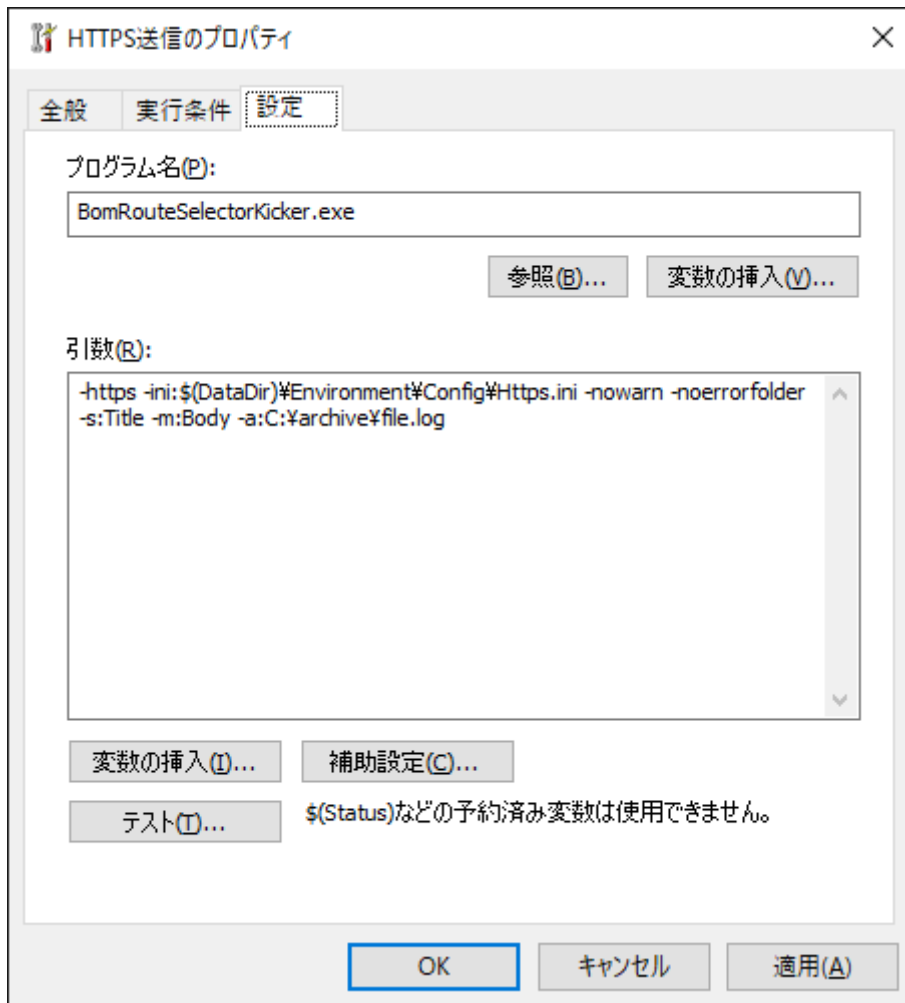 HTTPS送信のプロパティ
全般 実行条件 設定
プログラム名(P):
BomRouteSelectorKicker.exe
参照(B)... 変数の挿入(V)...
引数(R):
-https -ini:$(DataDir)¥Environment¥Config¥Https.ini -nowarn -noerrorfolder
-s:Title -m:Body -a:C:¥archive¥file.log
変数の挿入(I)... 補助設定(C)...
テスト(T)... $(Status)などの予約済み変数は使用できません。
OK キャンセル 適用(A)